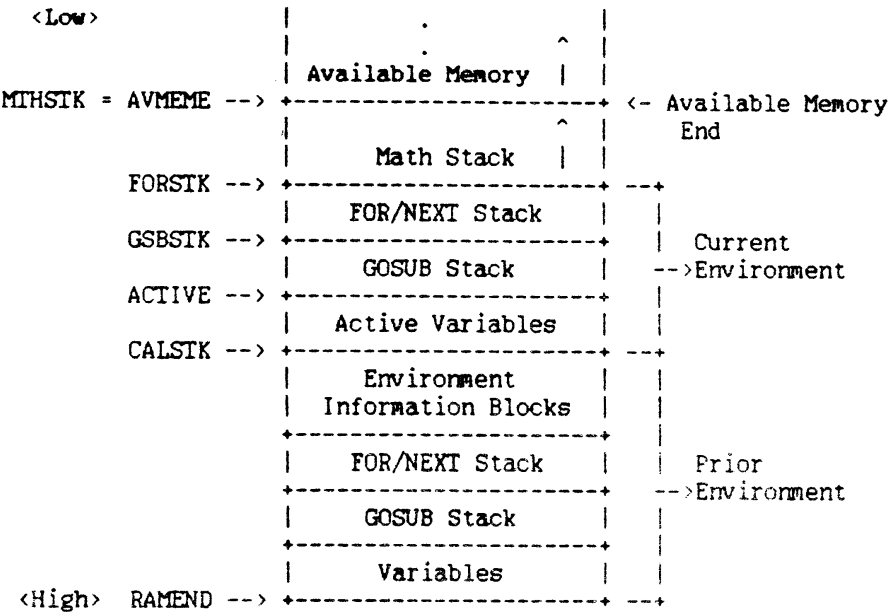 <Low> | . |
| . ^ |
| Available Memory | |
MTHSTK = AVMEME --> +-----------------------+ <- Available Memory
| ^ | End
| Math Stack | |
FORSTK --> +-----------------------+ --+
| FOR/NEXT Stack | |
GSBSTK --> +-----------------------+ | Current
| GOSUB Stack | -->Environment
ACTIVE --> +-----------------------+ |
| Active Variables | |
CALSTK --> +-----------------------+ --+
| Environment | |
| Information Blocks | |
+-----------------------+ |
| FOR/NEXT Stack | | Prior
+-----------------------+ -->Environment
| GOSUB Stack | |
+-----------------------+ |
| Variables | |
<High> RAMEND --> +-----------------------+ --+